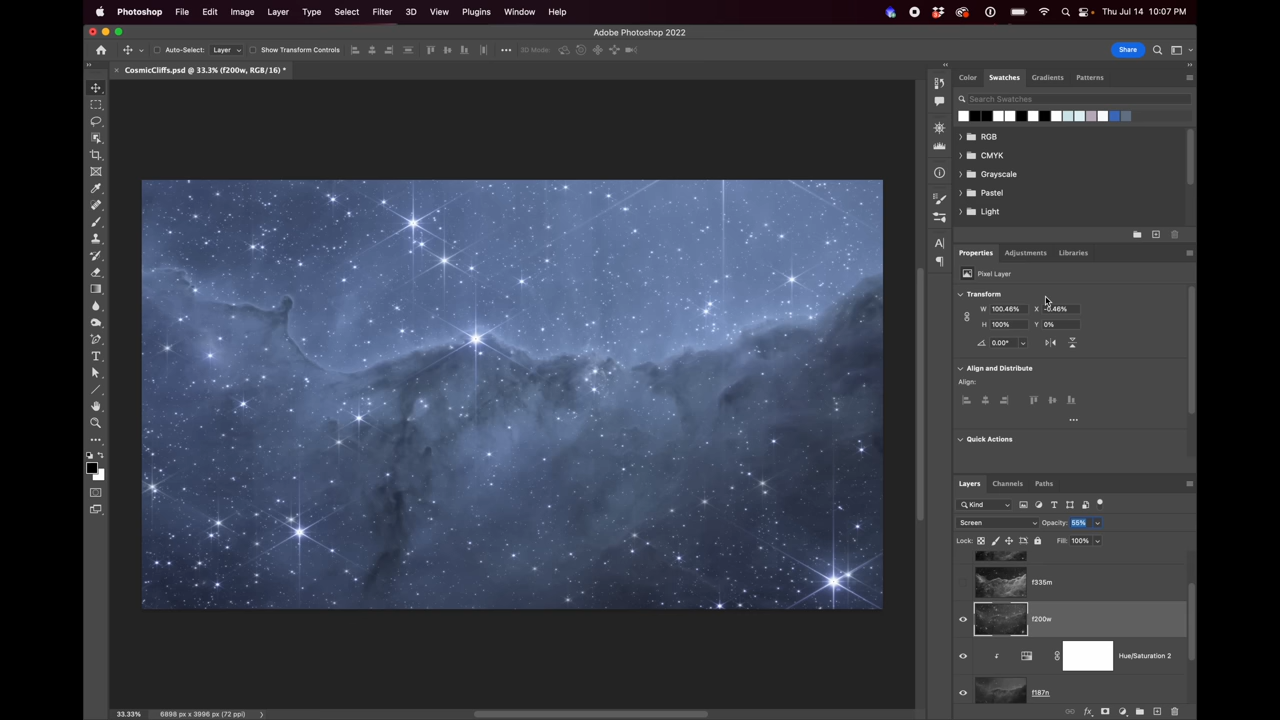 Photoshop File Edit Image Layer Type Select Filter 3D View Plugins Window Help Thu Jul 14 10:07 PM
Adobe Photoshop 2022
Auto-Select: Layer Show Transform Controls 3D Mode: Share
CosmicCliffs.psd @ 33.3% (f200w, RGB/16) *
Color Swatches Gradients Patterns
Search Swatches
RGB
CMYK
Grayscale
Pastel
Light
Properties Adjustments Libraries
Pixel Layer
Transform
W 100.46% X -0.46%
H 100% Y 0%
0.00°
Align and Distribute
Align:
Quick Actions
Layers Channels Paths
Kind
Screen Opacity: 55%
Lock: Fill: 100%
f335m
f200w
Hue/Saturation 2
f187n
33.33% 6898 px x 3996 px (72 ppi)